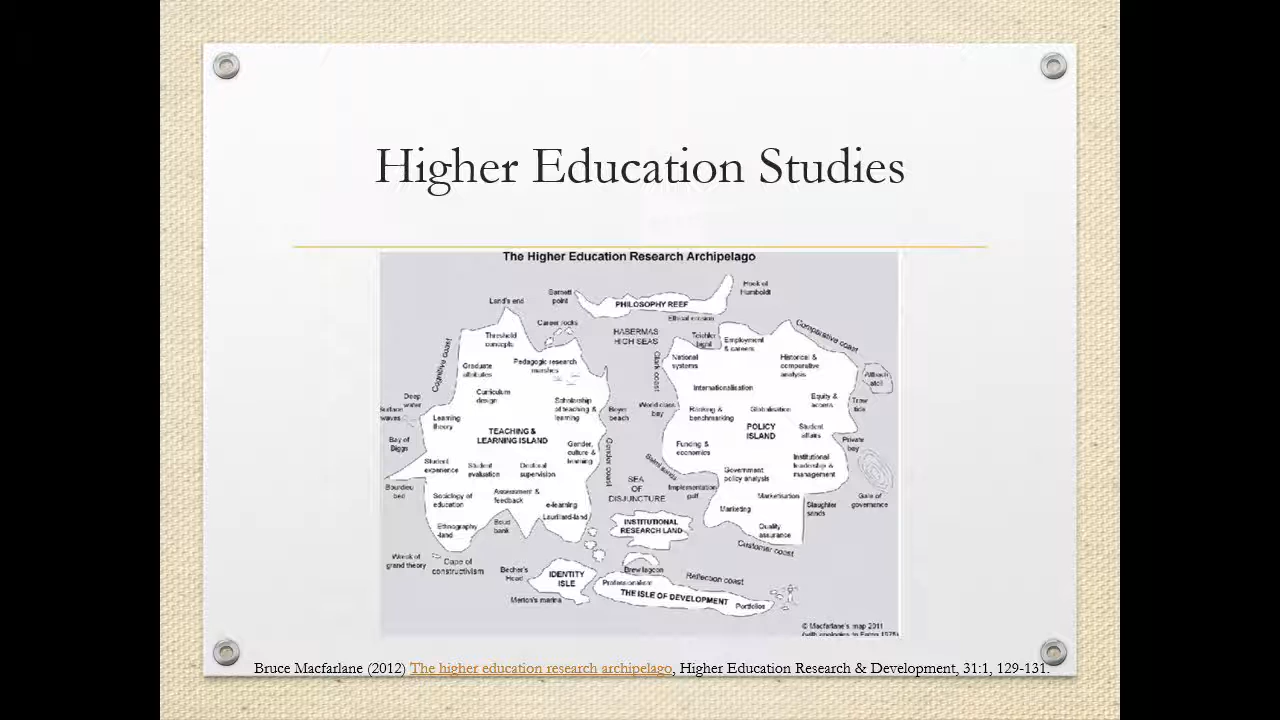 Higher Education Studies
The Higher Education Research Archipelago
Hook of
Humboldt
Barnett
point
Land's end
PHILOSOPHY REEF
Ethical erosion
Career rocks
HABERMAS
HIGH SEAS
Teichler
bight
Employment
& careers
Comparative coast
Cognitive coast
Threshold
concepts
Pedagogic research
marshes
Graduate
attributes
Clark coast
National
systems
Historical &
comparative
analysis
Altbach
atoll
Curriculum
design
Internationalisation
Deep
water
Surface
waves
Scholarship
of teaching &
learning
Boyer
beach
World class
bay
Ranking &
benchmarking
Globalisation
Equity &
access
Trow
tide
Learning
theory
TEACHING &
LEARNING ISLAND
POLICY
ISLAND
Student
affairs
Bay of
Biggs
Gender,
culture &
learning
Gender coast
Funding &
economics
Private
bay
Student
experience
Student
evaluation
Doctoral
supervision
Government
policy analysis
Institutional
leadership &
management
Bourdieu
bed
SEA
OF
DISJUNCTURE
Implementation
gulf
Sociology of
education
Assessment &
feedback
e-learning
Marketisation
Gale of
governance
Marketing
Slaughter
sands
Laurillard-land
Ethnography
-land
Boud
bank
INSTITUTIONAL
RESEARCH LAND
Quality
assurance
Customer coast
Wreck of
grand theory
Cape of
constructivism
Becher's
Head
IDENTITY
ISLE
Brew lagoon
Reflection coast
Professionalism
THE ISLE OF DEVELOPMENT
Portfolios
Merton's marina
© Macfarlane's map 2011
Bruce Macfarlane (2012) The higher education research archipelago, Higher Education Research & Development, 31:1, 129-131.